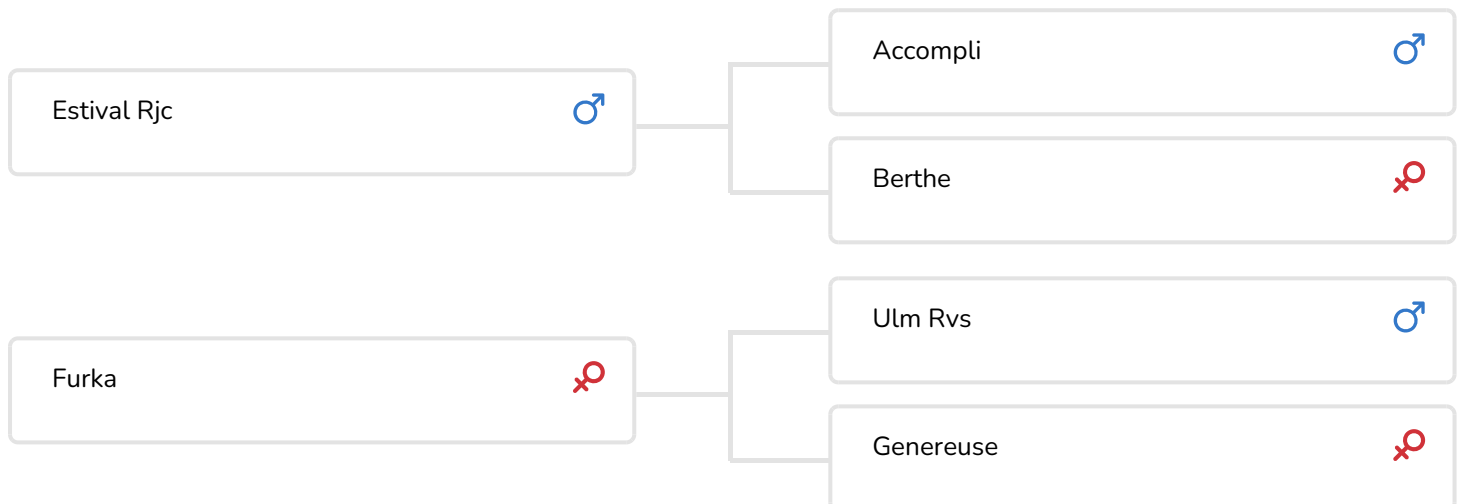 Estival Rjc
Accompli
Berthe
Furka
Ulm Rvs
Genereuse